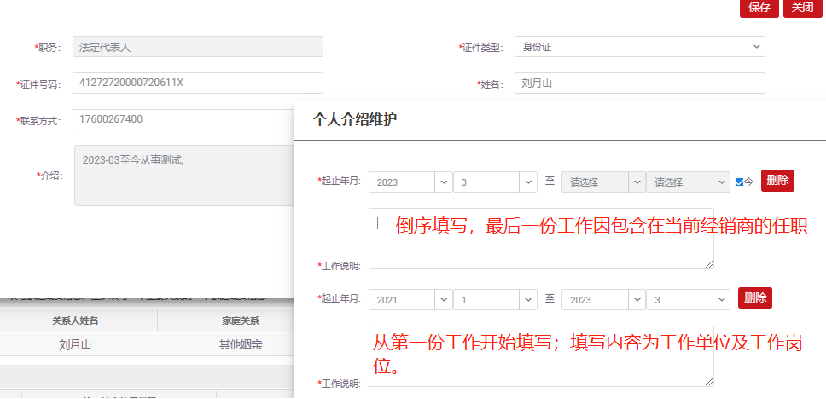 保存 关闭
*职务： 法定代表人 *证件类型： 身份证
*证件号码： 41272720000720611X *姓名： 刘月山
*联系方式： 17600267400
个人介绍维护
*介绍： 2023-03至今从事测试,
*起止年月: 2023 3 至 请选择 请选择 今 删除
倒序填写，最后一份工作因包含在当前经销商的任职
*工作说明:
*起止年月: 2021 1 至 2023 3 删除
关系人姓名 家庭关系
刘月山 其他姻亲
从第一份工作开始填写；填写内容为工作单位及工作岗
位。
*工作说明: